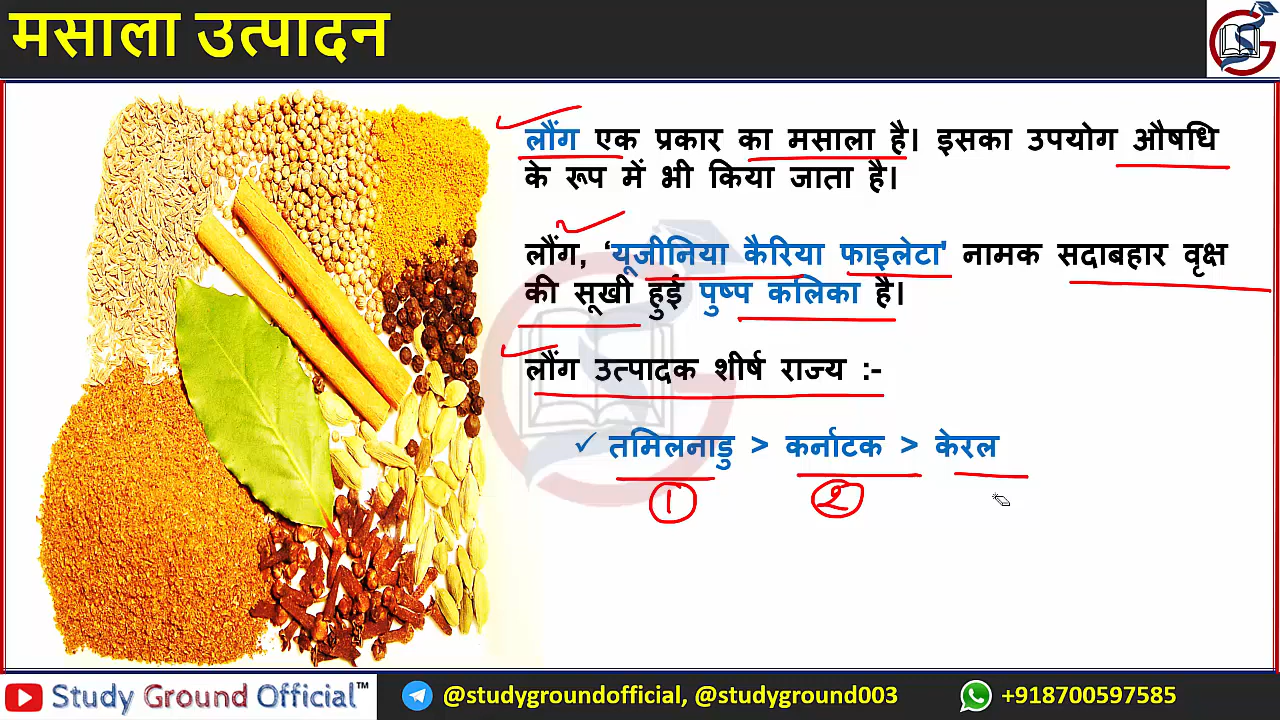 मसाला उत्पादन
लौंग एक प्रकार का मसाला है। इसका उपयोग औषधि
के रूप में भी किया जाता है।
लौंग, ‘यूजीनिया कैरिया फाइलेटा’ नामक सदाबहार वृक्ष
की सूखी हुई पुष्प कलिका है।
लौंग उत्पादक शीर्ष राज्य :-
✓ तमिलनाडु > कर्नाटक > केरल
1 2
Study Ground Official™ @studygroundofficial, @studyground003 +918700597585